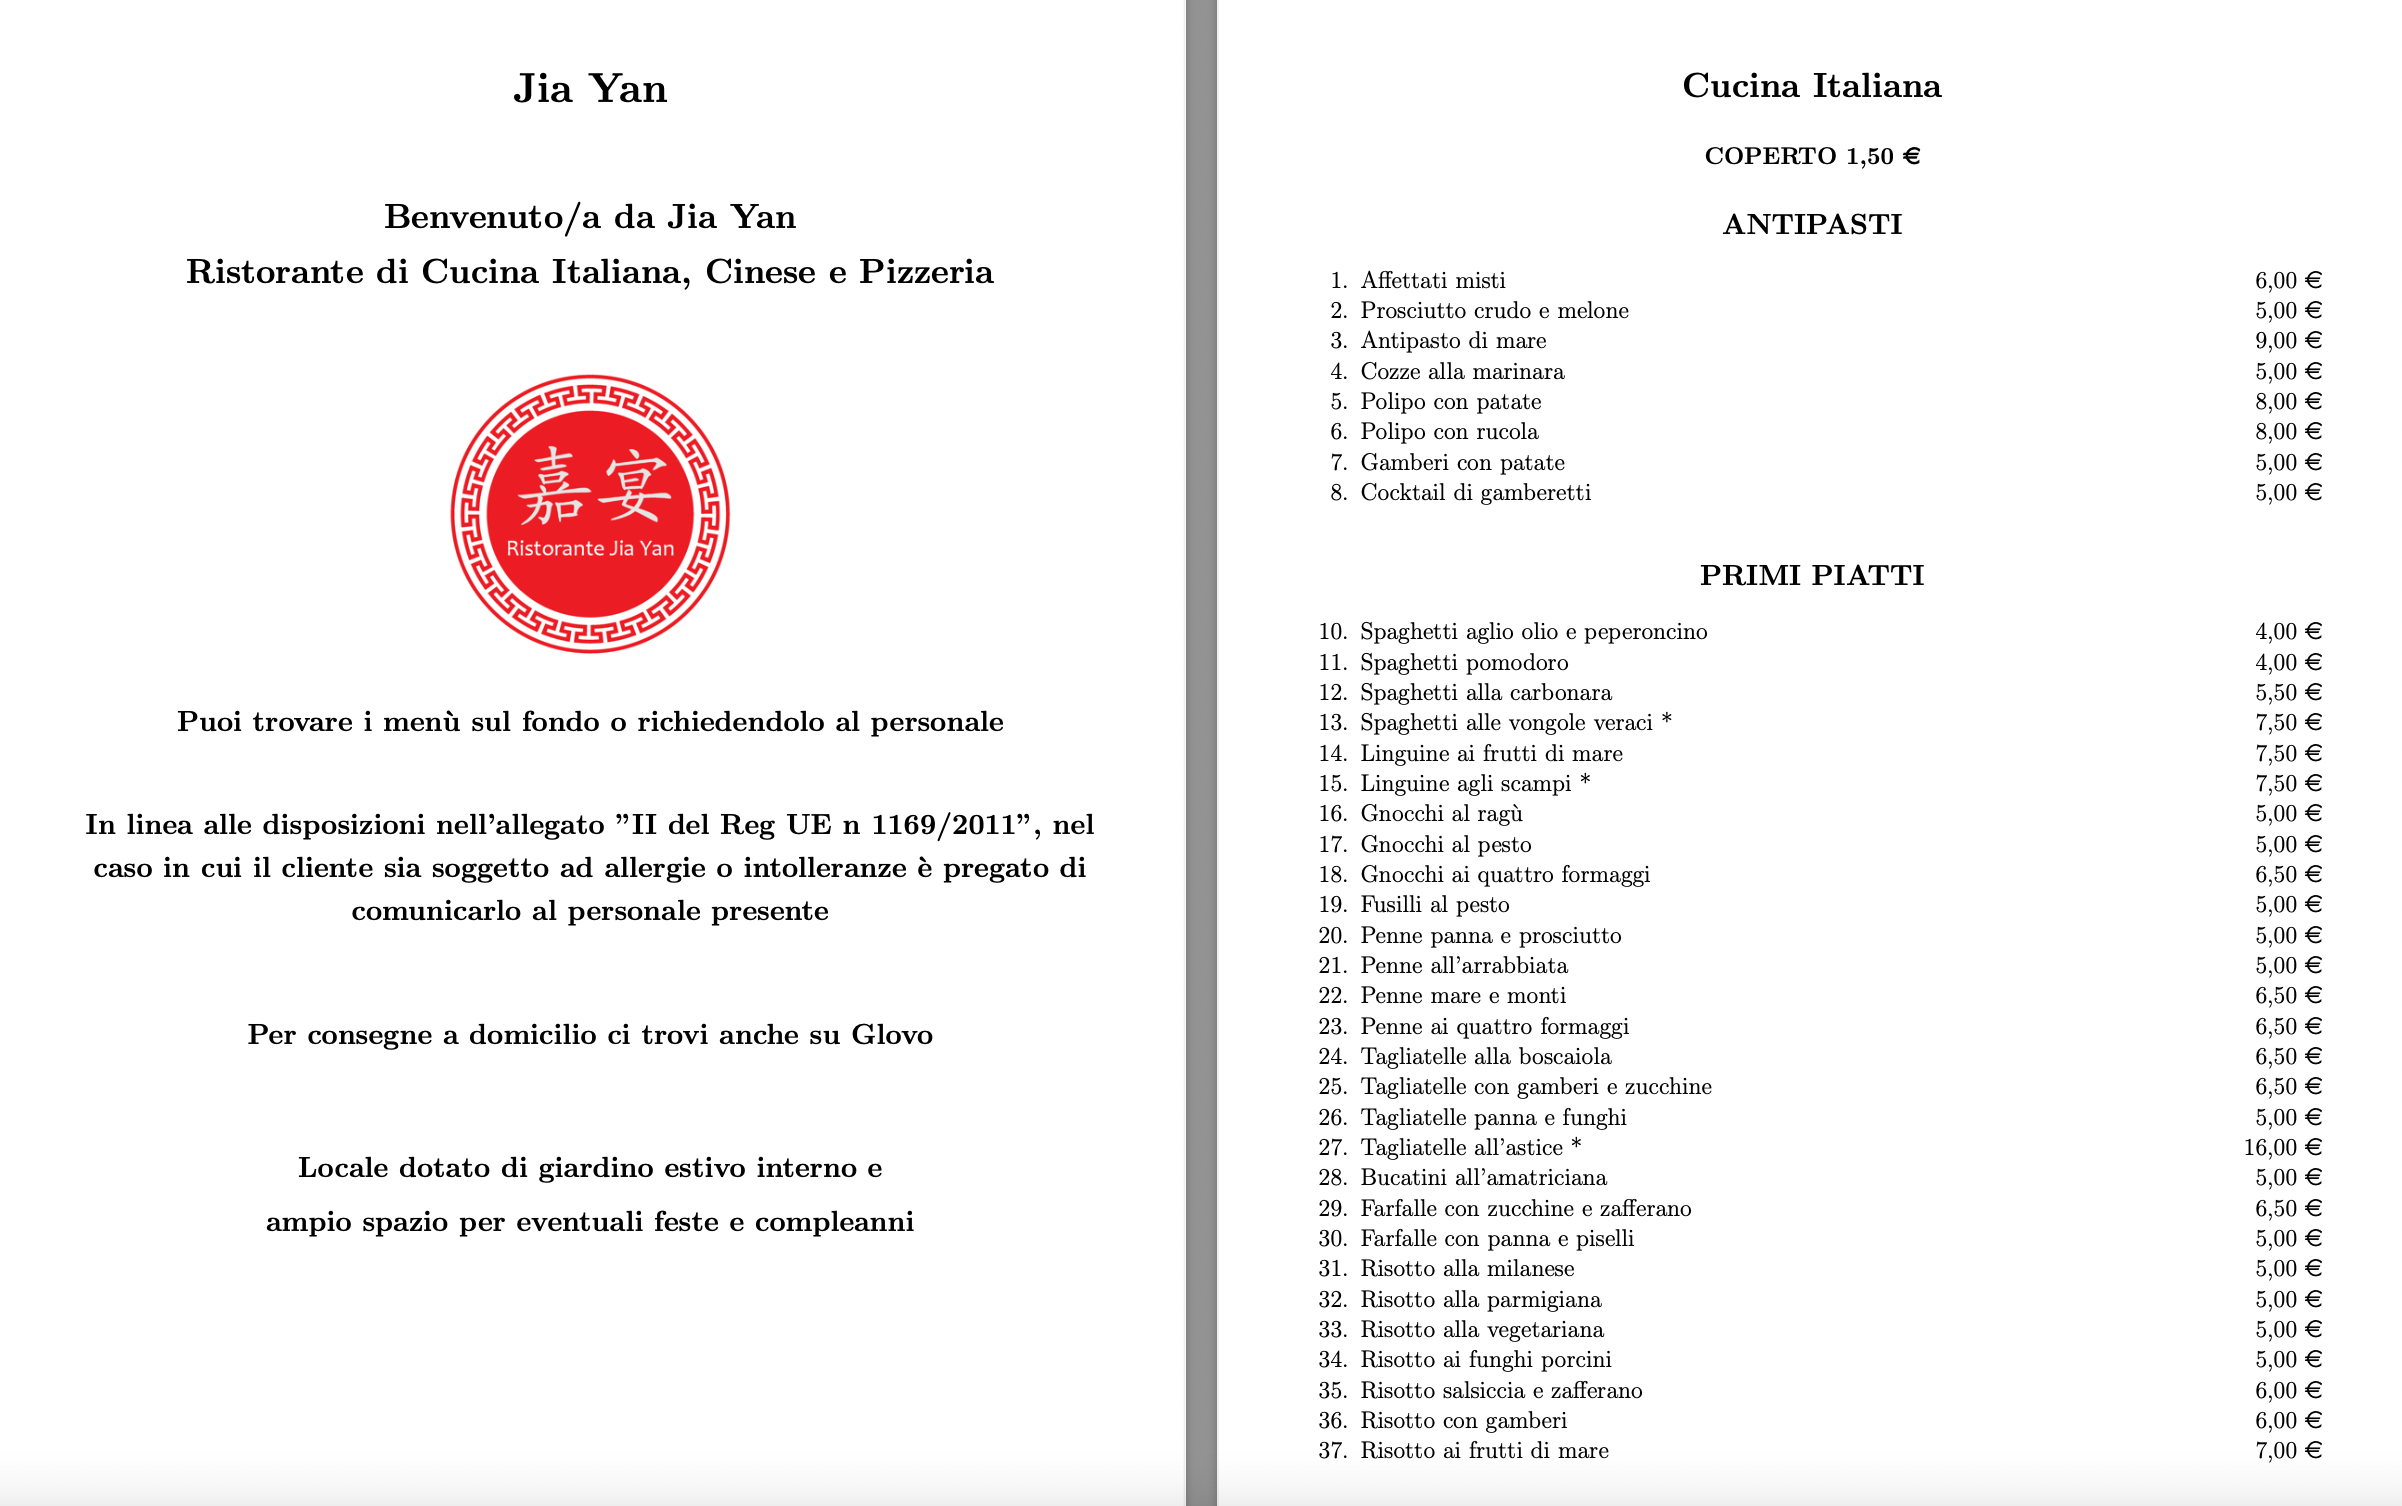 Jia Yan
Benvenuto/a da Jia Yan
Ristorante di Cucina Italiana, Cinese e Pizzeria
嘉宴
Ristorante Jia Yan
Puoi trovare i menù sul fondo o richiedendolo al personale
In linea alle disposizioni nell'allegato "II del Reg UE n 1169/2011", nel
caso in cui il cliente sia soggetto ad allergie o intolleranze è pregato di
comunicarlo al personale presente
Per consegne a domicilio ci trovi anche su Glovo
Locale dotato di giardino estivo interno e
ampio spazio per eventuali feste e compleanni
Cucina Italiana
COPERTO 1,50 €
ANTIPASTI
1. Affettati misti 6,00 €
2. Prosciutto crudo e melone 5,00 €
3. Antipasto di mare 9,00 €
4. Cozze alla marinara 5,00 €
5. Polipo con patate 8,00 €
6. Polipo con rucola 8,00 €
7. Gamberi con patate 5,00 €
8. Cocktail di gamberetti 5,00 €
PRIMI PIATTI
10. Spaghetti aglio olio e peperoncino 4,00 €
11. Spaghetti pomodoro 4,00 €
12. Spaghetti alla carbonara 5,50 €
13. Spaghetti alle vongole veraci * 7,50 €
14. Linguine ai frutti di mare 7,50 €
15. Linguine agli scampi * 7,50 €
16. Gnocchi al ragù 5,00 €
17. Gnocchi al pesto 5,00 €
18. Gnocchi ai quattro formaggi 6,50 €
19. Fusilli al pesto 5,00 €
20. Penne panna e prosciutto 5,00 €
21. Penne all'arrabbiata 5,00 €
22. Penne mare e monti 6,50 €
23. Penne ai quattro formaggi 6,50 €
24. Tagliatelle alla boscaiola 6,50 €
25. Tagliatelle con gamberi e zucchine 6,50 €
26. Tagliatelle panna e funghi 5,00 €
27. Tagliatelle all'astice * 16,00 €
28. Bucatini all'amatriciana 5,00 €
29. Farfalle con zucchine e zafferano 6,50 €
30. Farfalle con panna e piselli 5,00 €
31. Risotto alla milanese 5,00 €
32. Risotto alla parmigiana 5,00 €
33. Risotto alla vegetariana 5,00 €
34. Risotto ai funghi porcini 5,00 €
35. Risotto salsiccia e zafferano 6,00 €
36. Risotto con gamberi 6,00 €
37. Risotto ai frutti di mare 7,00 €